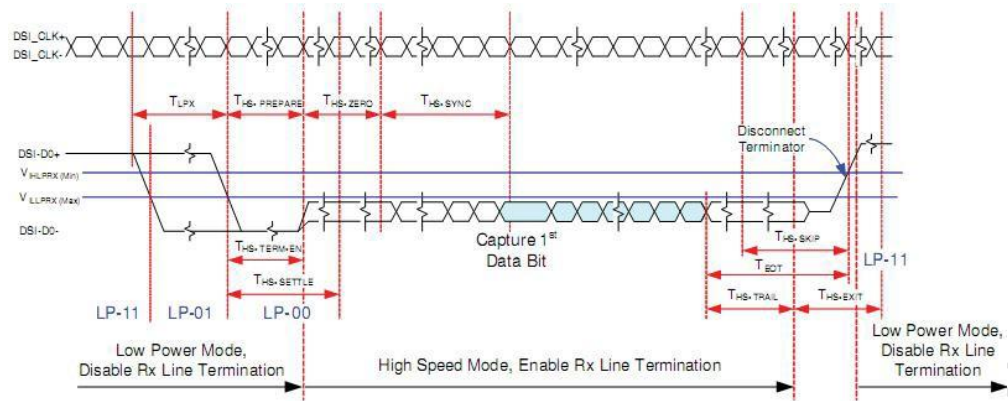 DSI_CLK+
DSI_CLK-
TLPX
THS-PREPARE
THS-ZERO
THS-SYNC
Disconnect
Terminator
DSI-D0+
VIHLPRX (Min)
VILLPRX (Max)
DSI-D0-
Capture 1st
Data Bit
THS-TERM-EN
THS-SKIP
LP-11
TEOT
THS-SETTLE
THS-TRAIL
THS-EXIT
LP-11
LP-01
LP-00
Low Power Mode,
Disable Rx Line Termination
High Speed Mode, Enable Rx Line Termination
Low Power Mode,
Disable Rx Line
Termination